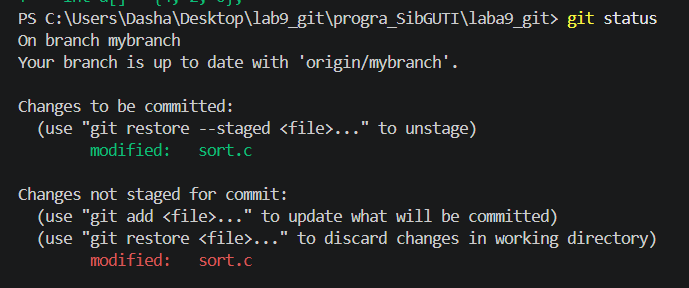 PS C:\Users\Dasha\Desktop\lab9_git\progra_SibGUTI\laba9_git> git status
On branch mybranch
Your branch is up to date with 'origin/mybranch'.
Changes to be committed:
  (use "git restore --staged <file>..." to unstage)
        modified:   sort.c
Changes not staged for commit:
  (use "git add <file>..." to update what will be committed)
  (use "git restore <file>..." to discard changes in working directory)
        modified:   sort.c